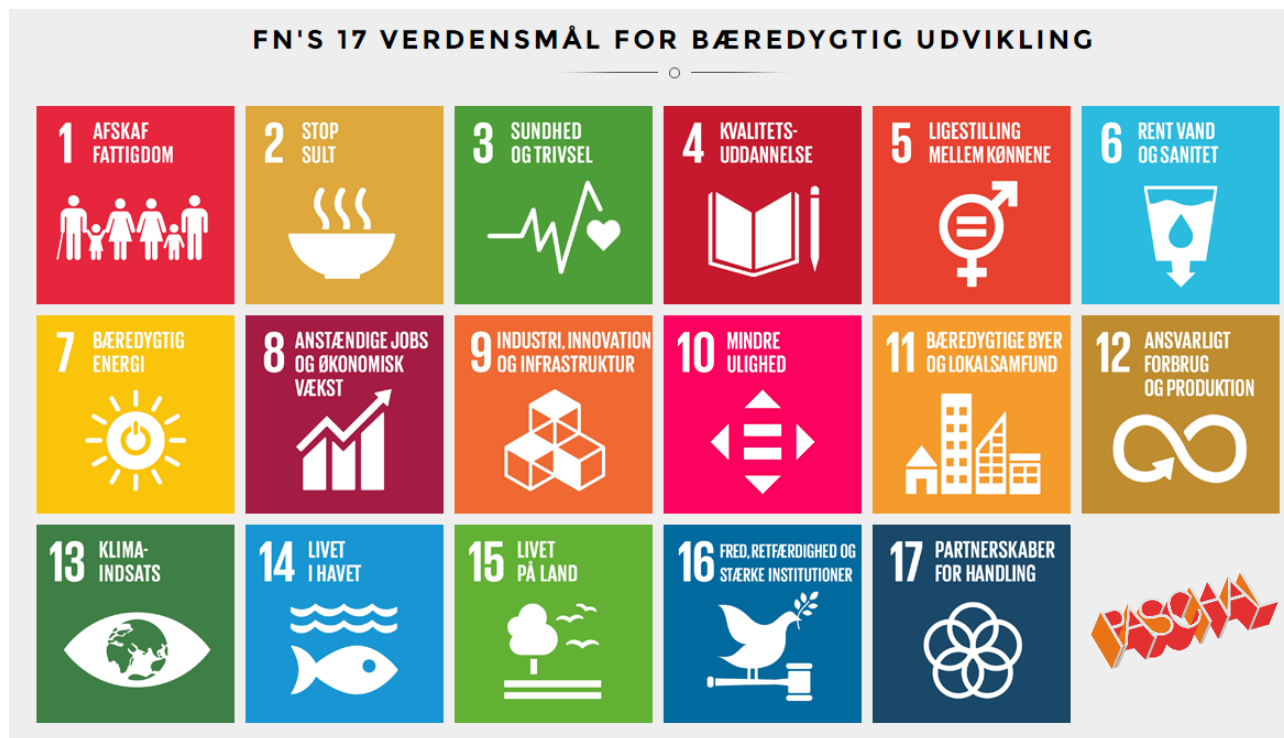 FN'S 17 VERDENSMÅL FOR BÆREDYGTIG UDVIKLING
1 AFSKAF
FATTIGDOM
2 STOP
SULT
3 SUNDHED
OG TRIVSEL
4 KVALITETS-
UDDANNELSE
5 LIGESTILLING
MELLEM KØNNENE
6 RENT VAND
OG SANITET
7 BÆREDYGTIG
ENERGI
8 ANSTÆNDIGE JOBS
OG ØKONOMISK
VÆKST
9 INDUSTRI, INNOVATION
OG INFRASTRUKTUR
10 MINDRE
ULIGHED
11 BÆREDYGTIGE BYER
OG LOKALSAMFUND
12 ANSVARLIGT
FORBRUG
OG PRODUKTION
13 KLIMA-
INDSATS
14 LIVET
I HAVET
15 LIVET
PÅ LAND
16 FRED, RETFÆRDIGHED OG
STÆRKE INSTITUTIONER
17 PARTNERSKABER
FOR HANDLING
PASCHAL